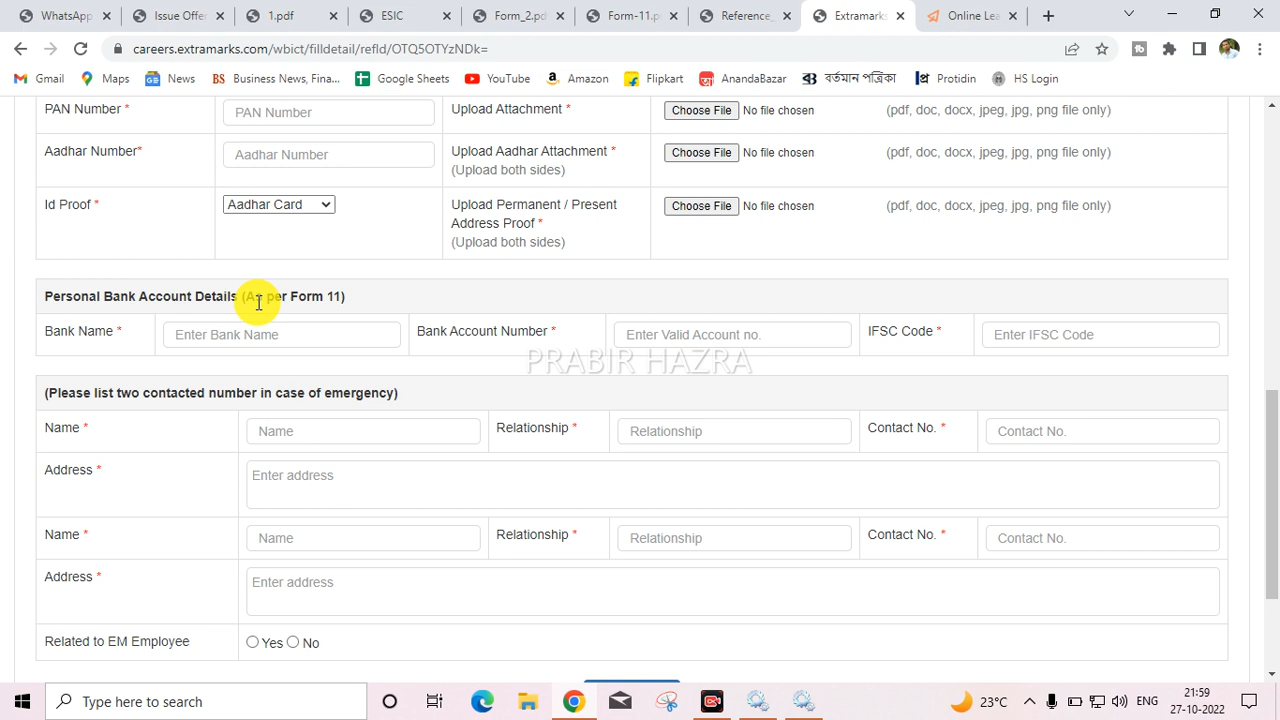 WhatsApp
Issue Offer
1.pdf
ESIC
Form_2.pd
Form-11.p
Reference_
Extramarks
Online Lea
careers.extramarks.com/wbict/filldetail/refId/OTQ5OTYzNDk=
Gmail Maps News BS Business News, Fina... Google Sheets YouTube Amazon Flipkart AnandaBazar বর্তমান পত্রিকা Protidin HS Login
PAN Number * PAN Number Upload Attachment * Choose File No file chosen (pdf, doc, docx, jpeg, jpg, png file only)
Aadhar Number* Aadhar Number Upload Aadhar Attachment * Choose File No file chosen (pdf, doc, docx, jpeg, jpg, png file only)
(Upload both sides)
Id Proof * Aadhar Card Upload Permanent / Present Choose File No file chosen (pdf, doc, docx, jpeg, jpg, png file only)
Address Proof *
(Upload both sides)
Personal Bank Account Details (As per Form 11)
Bank Name * Enter Bank Name Bank Account Number * Enter Valid Account no. IFSC Code * Enter IFSC Code
PRABIR HAZRA
(Please list two contacted number in case of emergency)
Name * Name Relationship * Relationship Contact No. * Contact No.
Address * Enter address
Name * Name Relationship * Relationship Contact No. * Contact No.
Address * Enter address
Related to EM Employee Yes No
Type here to search 23°C ENG 21:59
27-10-2022